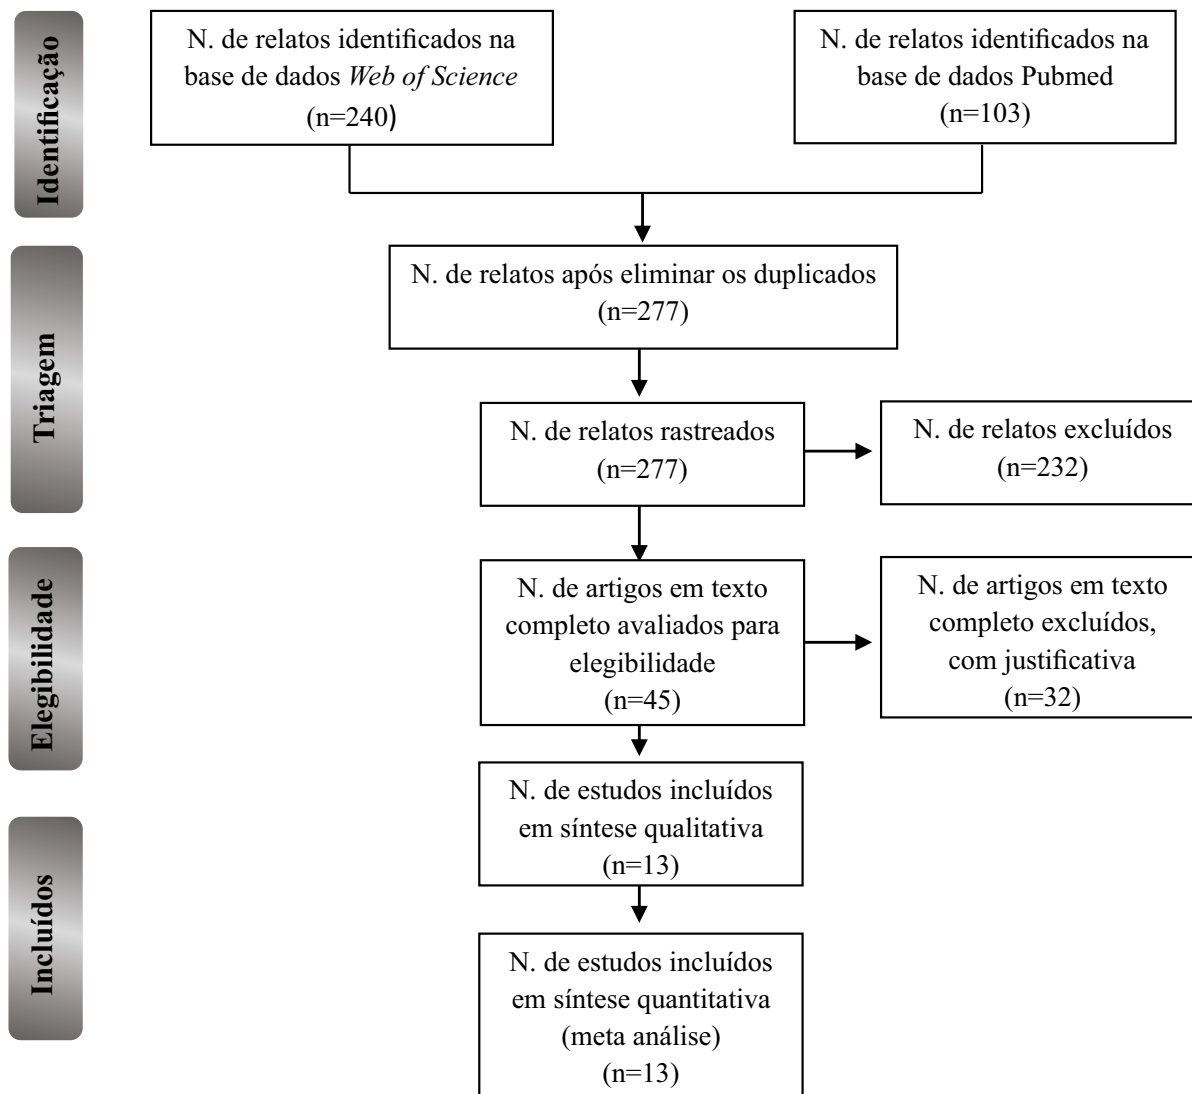 Identificação
N. de relatos identificados na
base de dados Web of Science
(n=240)
N. de relatos identificados na
base de dados Pubmed
(n=103)
Triagem
N. de relatos após eliminar os duplicados
(n=277)
N. de relatos rastreados
(n=277)
N. de relatos excluídos
(n=232)
Elegibilidade
N. de artigos em texto
completo avaliados para
elegibilidade
(n=45)
N. de artigos em texto
completo excluídos,
com justificativa
(n=32)
Incluídos
N. de estudos incluídos
em síntese qualitativa
(n=13)
N. de estudos incluídos
em síntese quantitativa
(meta análise)
(n=13)